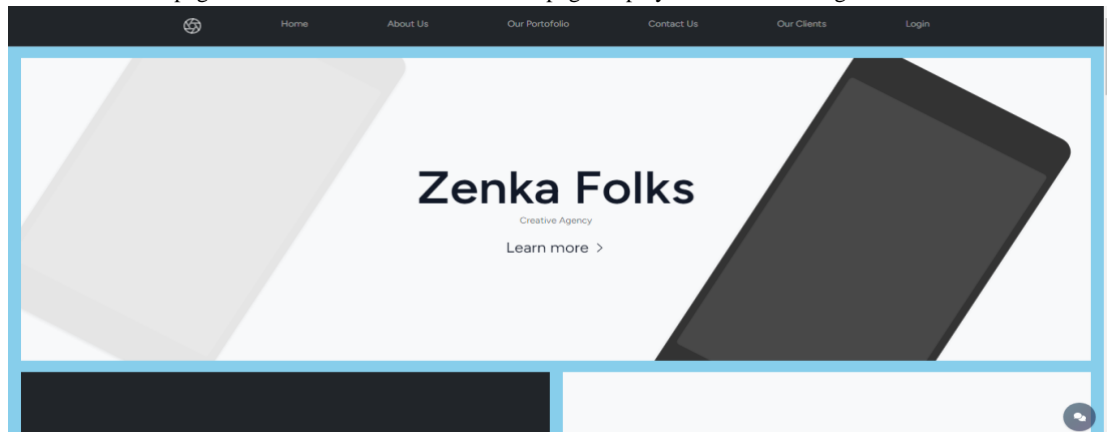 Home About Us Our Portofolio Contact Us Our Clients Login
Zenka Folks
Creative Agency
Learn more >